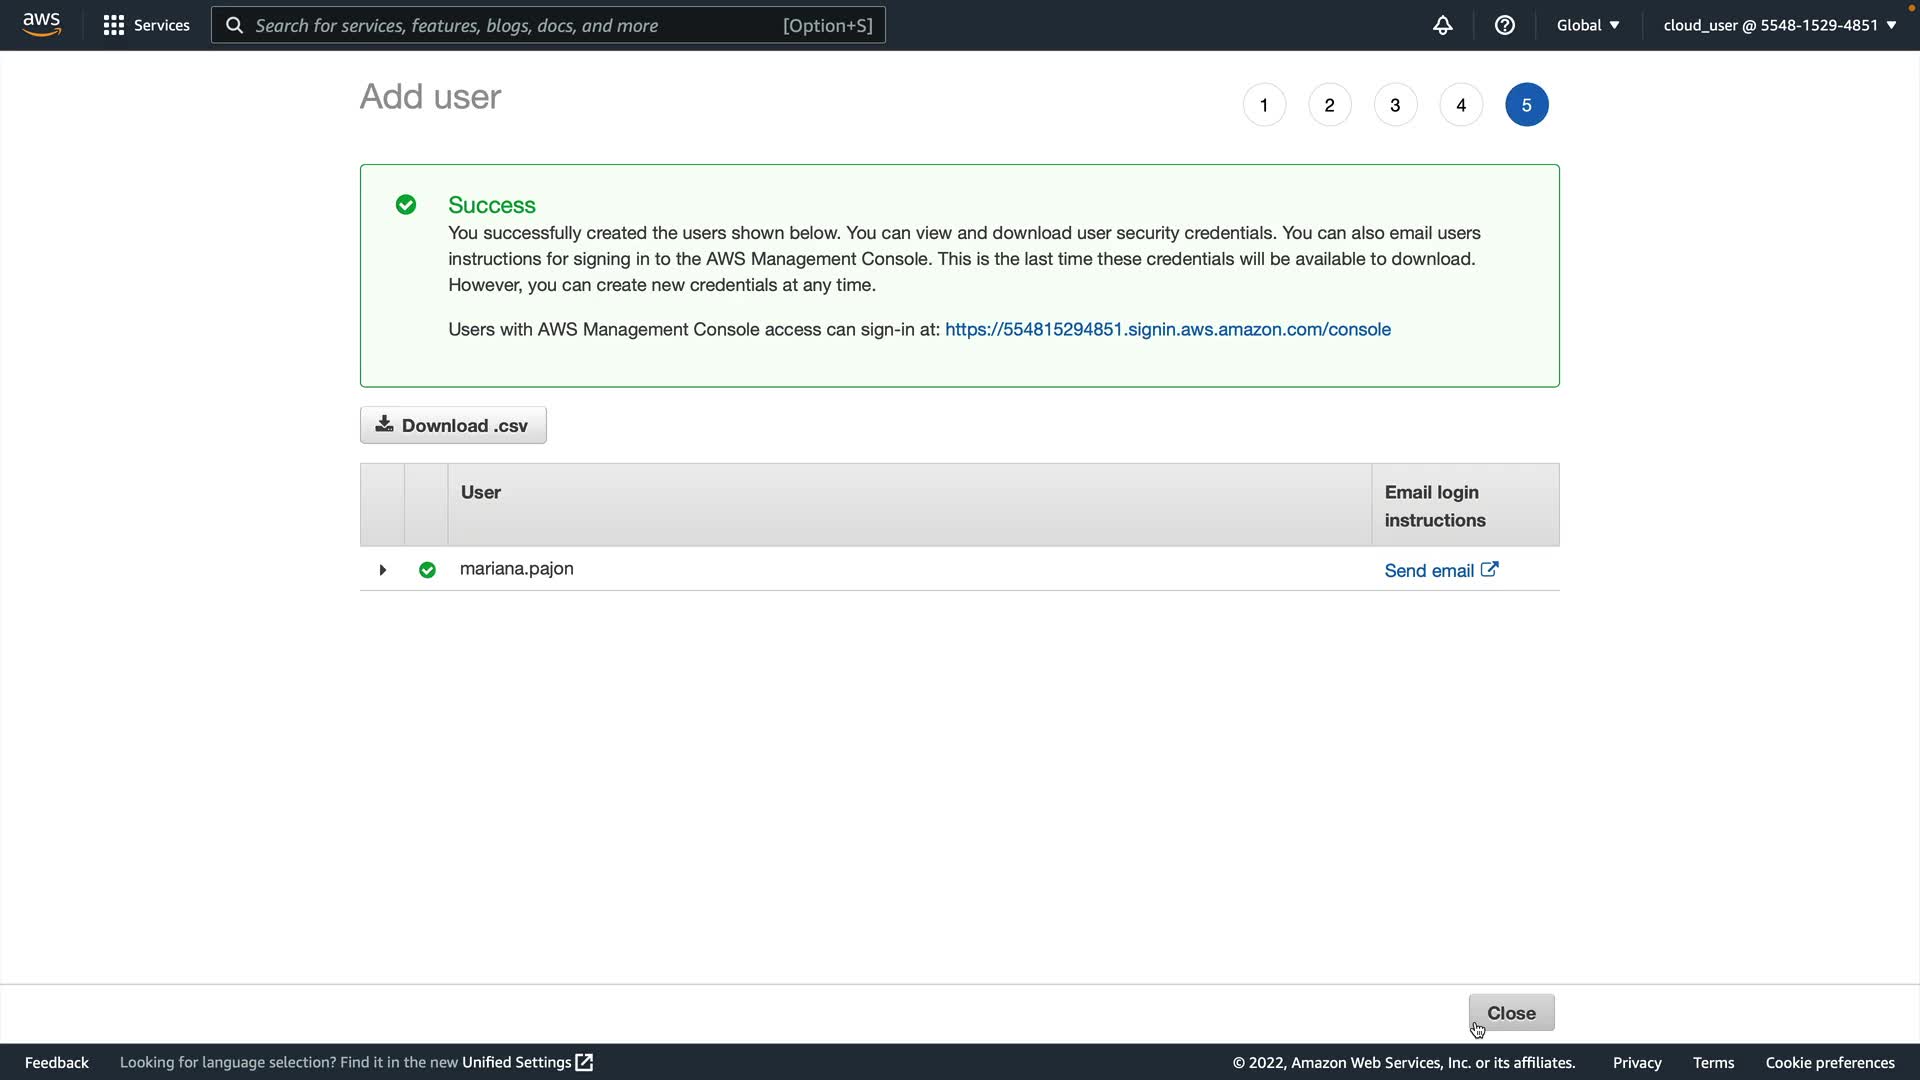 aws
Services
Search for services, features, blogs, docs, and more [Option+S]
Global
cloud_user @ 5548-1529-4851
Add user
1 2 3 4 5
Success
You successfully created the users shown below. You can view and download user security credentials. You can also email users
instructions for signing in to the AWS Management Console. This is the last time these credentials will be available to download.
However, you can create new credentials at any time.
Users with AWS Management Console access can sign-in at: https://554815294851.signin.aws.amazon.com/console
Download .csv
User
Email login
instructions
mariana.pajon
Send email
Close
Feedback
Looking for language selection? Find it in the new Unified Settings
© 2022, Amazon Web Services, Inc. or its affiliates.
Privacy
Terms
Cookie preferences